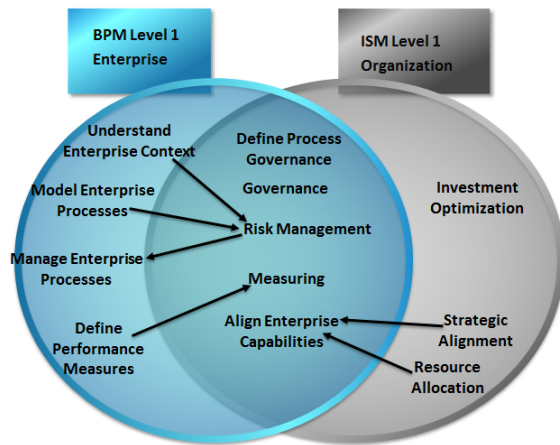 BPM Level 1
Enterprise
ISM Level 1
Organization
Understand
Enterprise Context
Model Enterprise
Processes
Manage Enterprise
Processes
Define
Performance
Measures
Define Process
Governance
Governance
Risk Management
Measuring
Align Enterprise
Capabilities
Investment
Optimization
Strategic
Alignment
Resource
Allocation